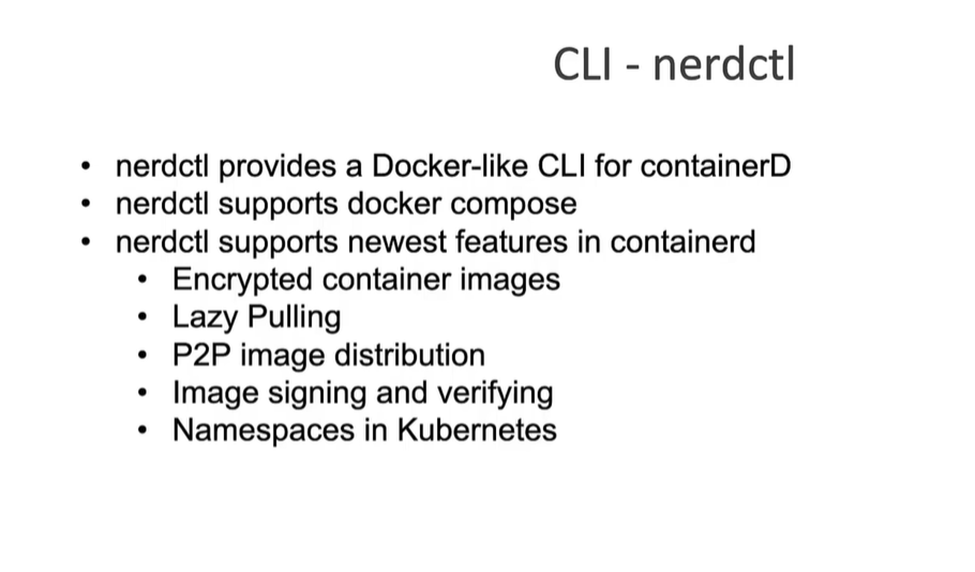 CLI - nerdctl
• nerdctl provides a Docker-like CLI for containerD
• nerdctl supports docker compose
• nerdctl supports newest features in containerd
• Encrypted container images
• Lazy Pulling
• P2P image distribution
• Image signing and verifying
• Namespaces in Kubernetes